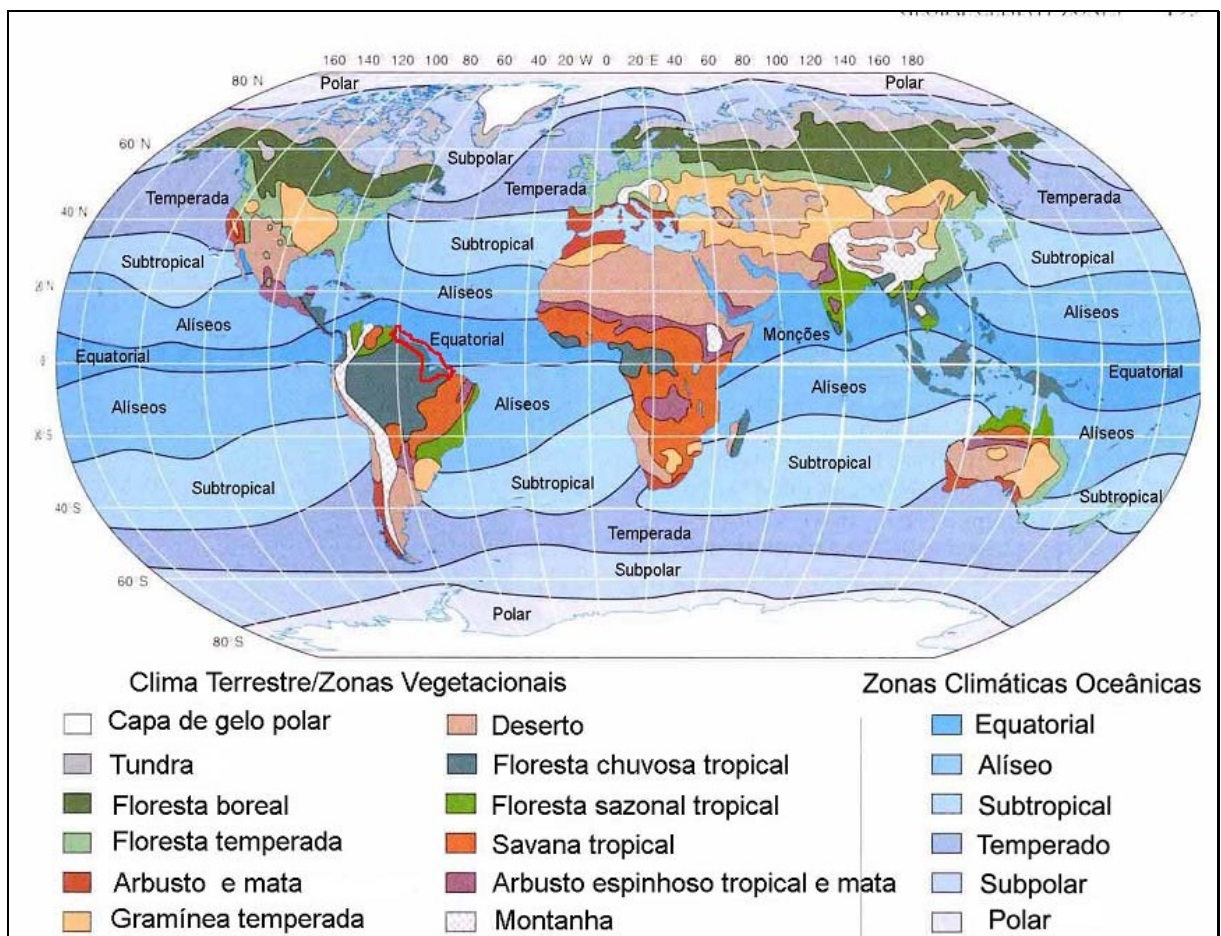 160 140 120 100 80 60 40 20 W 0 20°E 40 60 80 100 120 140 160 180
80 N
Polar
Polar
60 N
Subpolar
Temperada
Temperada
Temperada
40 N
Subtropical
Subtropical
Subtropical
20 N
Alíseos
Alíseos
Alíseos
Equatorial
Monções
Equatorial
0
Equatorial
Alíseos
Alíseos
Alíseos
Alíseos
Subtropical
Subtropical
Subtropical
Subtropical
40°S
Temperada
Subpolar
60°S
Polar
80°S
Clima Terrestre/Zonas Vegetacionais
Capa de gelo polar
Tundra
Floresta boreal
Floresta temperada
Arbusto e mata
Gramínea temperada
Deserto
Floresta chuvosa tropical
Floresta sazonal tropical
Savana tropical
Arbusto espinhoso tropical e mata
Montanha
Zonas Climáticas Oceânicas
Equatorial
Alíseo
Subtropical
Temperado
Subpolar
Polar